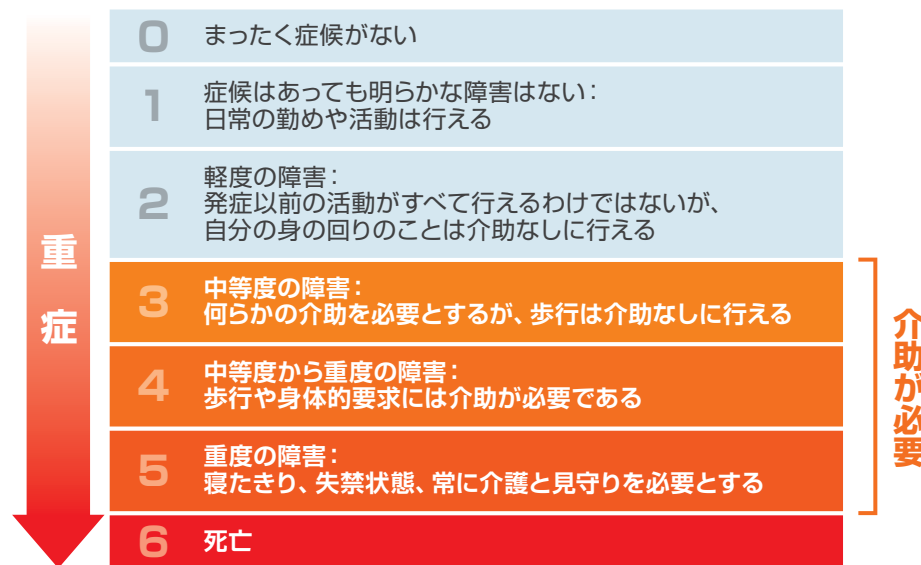 0 まったく症候がない
1 症候はあっても明らかな障害はない：
日常の勤めや活動は行える
2 軽度の障害：
発症以前の活動がすべて行えるわけではないが、
自分の身の回りのことは介助なしに行える
3 中等度の障害：
何らかの介助を必要とするが、歩行は介助なしに行える
4 中等度から重度の障害：
歩行や身体的要求には介助が必要である
5 重度の障害：
寝たきり、失禁状態、常に介護と見守りを必要とする
6 死亡
重症
介助が必要